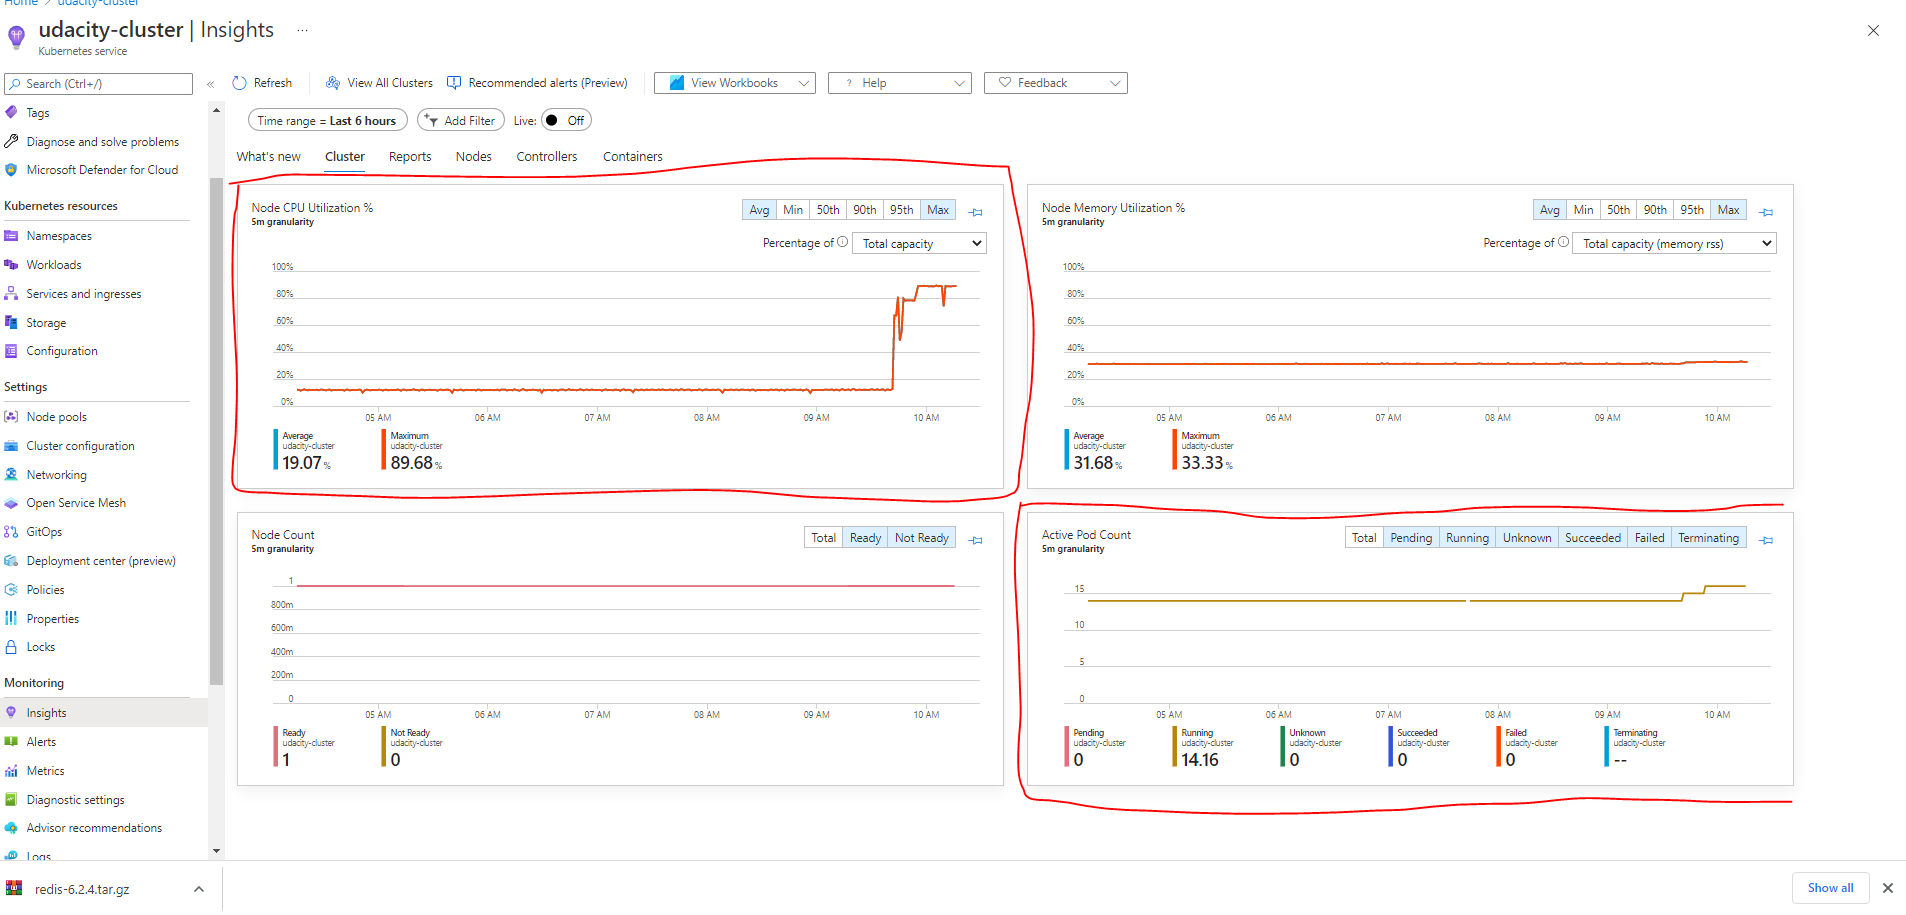 Home > udacity-cluster
udacity-cluster | Insights ...
Kubernetes service
Search (Ctrl+/)
«
Refresh
View All Clusters
Recommended alerts (Preview)
View Workbooks
? Help
Feedback
Time range = Last 6 hours
Add Filter
Live: Off
What's new
Cluster
Reports
Nodes
Controllers
Containers
Tags
Diagnose and solve problems
Microsoft Defender for Cloud
Kubernetes resources
Namespaces
Workloads
Services and ingresses
Storage
Configuration
Settings
Node pools
Cluster configuration
Networking
Open Service Mesh
GitOps
Deployment center (preview)
Policies
Properties
Locks
Monitoring
Insights
Alerts
Metrics
Diagnostic settings
Advisor recommendations
Logs
Node CPU Utilization %
5m granularity
Avg Min 50th 90th 95th Max
Percentage of Total capacity
100%
80%
60%
40%
20%
0%
05 AM 06 AM 07 AM 08 AM 09 AM 10 AM
Average
udacity-cluster
19.07 %
Maximum
udacity-cluster
89.68 %
Node Memory Utilization %
5m granularity
Avg Min 50th 90th 95th Max
Percentage of Total capacity (memory rss)
100%
80%
60%
40%
20%
0%
05 AM 06 AM 07 AM 08 AM 09 AM 10 AM
Average
udacity-cluster
31.68 %
Maximum
udacity-cluster
33.33 %
Node Count
5m granularity
Total Ready Not Ready
1
800m
600m
400m
200m
0
05 AM 06 AM 07 AM 08 AM 09 AM 10 AM
Ready
udacity-cluster
1
Not Ready
udacity-cluster
0
Active Pod Count
5m granularity
Total Pending Running Unknown Succeeded Failed Terminating
15
10
5
0
05 AM 06 AM 07 AM 08 AM 09 AM 10 AM
Pending
udacity-cluster
0
Running
udacity-cluster
14.16
Unknown
udacity-cluster
0
Succeeded
udacity-cluster
0
Failed
udacity-cluster
0
Terminating
udacity-cluster
--
redis-6.2.4.tar.gz
Show all